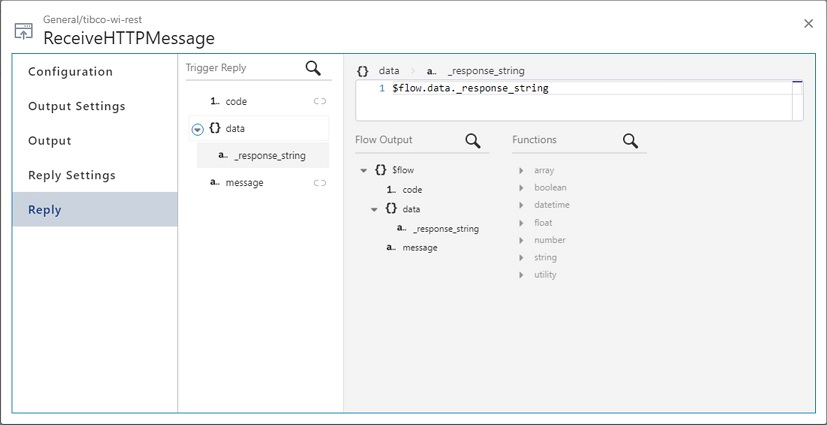 General/tibco-wi-rest
ReceiveHTTPMessage
Configuration
Output Settings
Output
Reply Settings
Reply
Trigger Reply
1.. code
{} data
a.. _response_string
a.. message
{} data a.. _response_string
1 $flow.data._response_string
Flow Output
{} $flow
1.. code
{} data
a.. _response_string
a.. message
Functions
array
boolean
datetime
float
number
string
utility